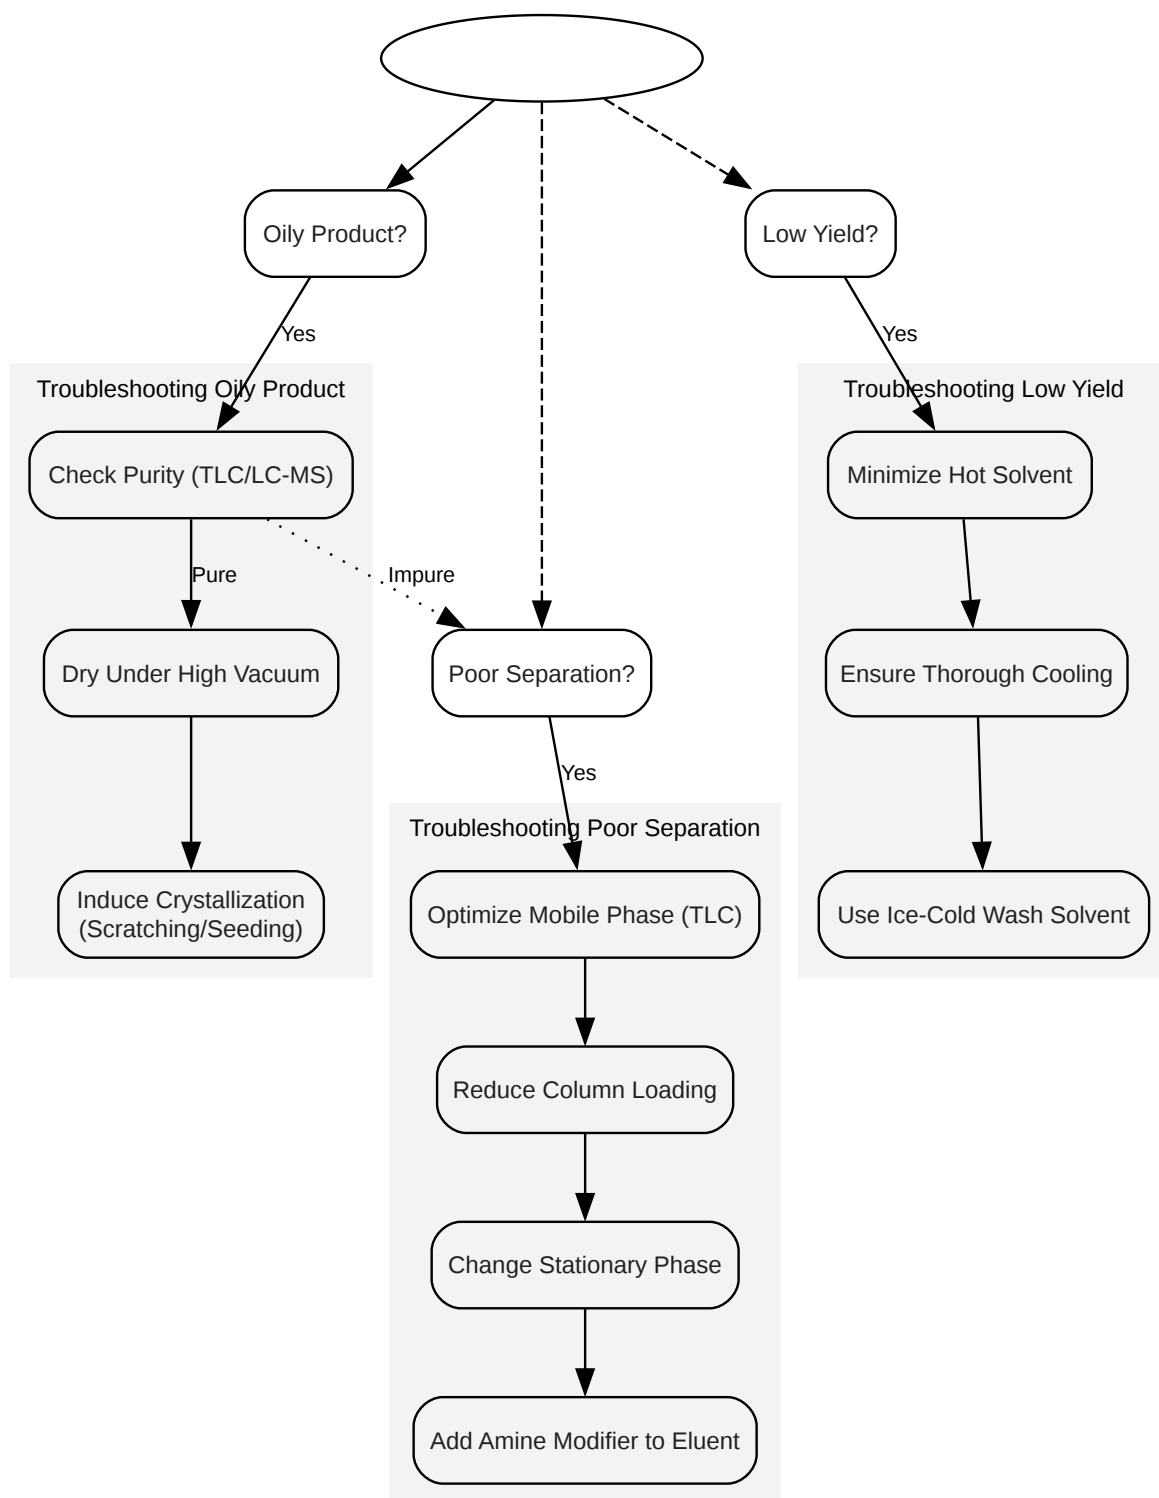 Oily Product?
Low Yield?
Yes
Yes
Troubleshooting Oily Product
Troubleshooting Low Yield
Check Purity (TLC/LC-MS)
Minimize Hot Solvent
Pure
Impure
Dry Under High Vacuum
Poor Separation?
Ensure Thorough Cooling
Yes
Troubleshooting Poor Separation
Induce Crystallization
(Scratching/Seeding)
Optimize Mobile Phase (TLC)
Use Ice-Cold Wash Solvent
Reduce Column Loading
Change Stationary Phase
Add Amine Modifier to Eluent